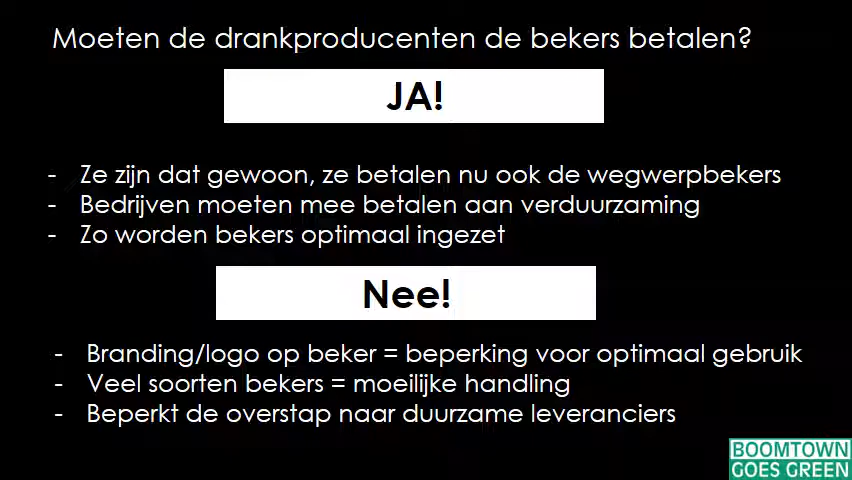 Moeten de drankproducenten de bekers betalen?
JA!
- Ze zijn dat gewoon, ze betalen nu ook de wegwerpbekers
- Bedrijven moeten mee betalen aan verduurzaming
- Zo worden bekers optimaal ingezet
Nee!
- Branding/logo op beker = beperking voor optimaal gebruik
- Veel soorten bekers = moeilijke handling
- Beperkt de overstap naar duurzame leveranciers
BOOMTOWN
GOES GREEN